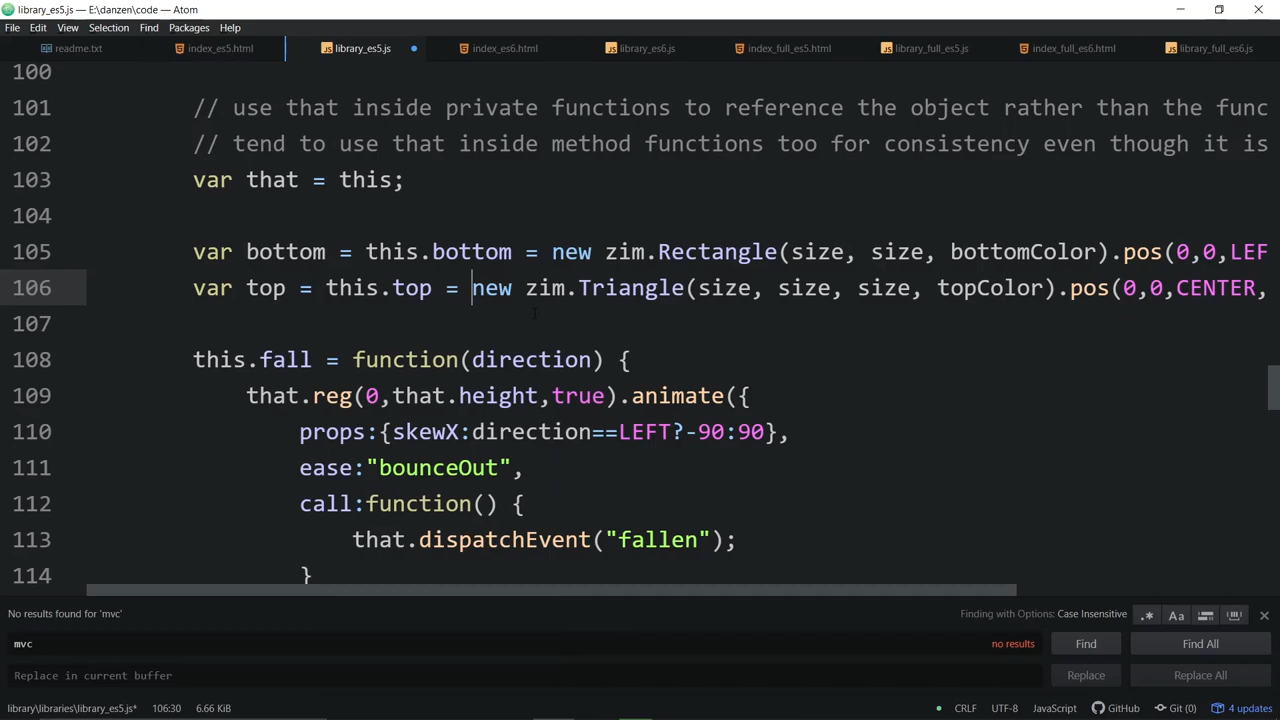 library_es5.js — E:\danzen\code — Atom
File Edit View Selection Find Packages Help
readme.txt index_es5.html library_es5.js index_es6.html library_es6.js index_full_es5.html library_full_es5.js index_full_es6.html library_full_es6.js
100
101 // use that inside private functions to reference the object rather than the func
102 // tend to use that inside method functions too for consistency even though it is
103 var that = this;
104
105 var bottom = this.bottom = new zim.Rectangle(size, size, bottomColor).pos(0,0,LEF
106 var top = this.top = new zim.Triangle(size, size, size, topColor).pos(0,0,CENTER,
107
108 this.fall = function(direction) {
109 that.reg(0,that.height,true).animate({
110 props:{skewX:direction==LEFT?-90:90},
111 ease:"bounceOut",
112 call:function() {
113 that.dispatchEvent("fallen");
114 }
No results found for 'mvc' Finding with Options: Case Insensitive .* Aa
mvc no results Find Find All
Replace in current buffer Replace Replace All
library\libraries\library_es5.js* 106:30 6.66 KiB CRLF UTF-8 JavaScript GitHub Git (0) 4 updates